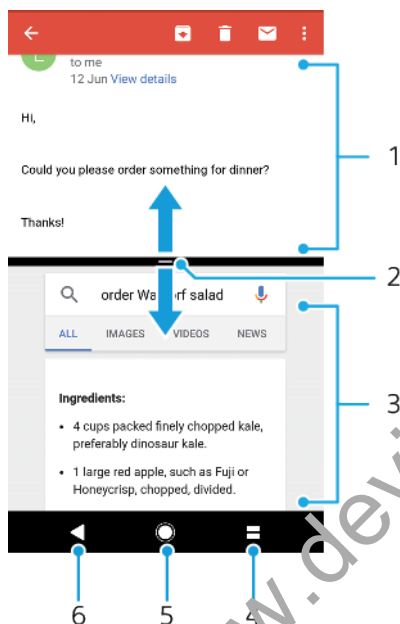 to me
12 Jun View details
Hi,
Could you please order something for dinner?
Thanks!
1
2
order Wa rf salad
ALL IMAGES VIDEOS NEWS
3
Ingredients:
• 4 cups packed finely chopped kale,
preferably dinosaur kale.
• 1 large red apple, such as Fuji or
Honeycrisp, chopped, divided.
6 5 4